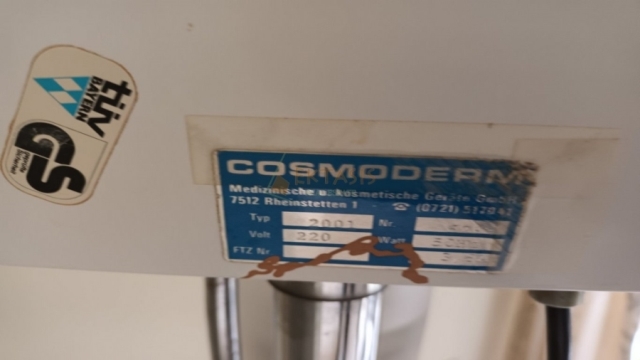 TÜV
BAYERN
GS
COSMODERM
Medizinische u. kosmetische Geräte GmbH
7512 Rheinstetten 1 ☎ (0721)
Typ 2001 Nr.
Volt 220 Watt
FTZ Nr